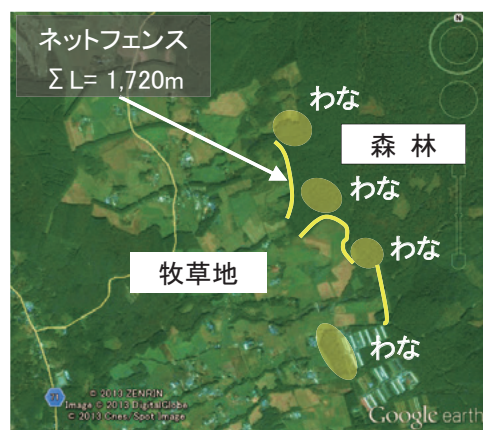 ネットフェンス
Σ L= 1,720m
わな
森 林
わな
わな
牧草地
わな
N
© 2013 ZENRIN
Image © 2013 DigitalGlobe
© 2013 Cnes/Spot Image
Google earth